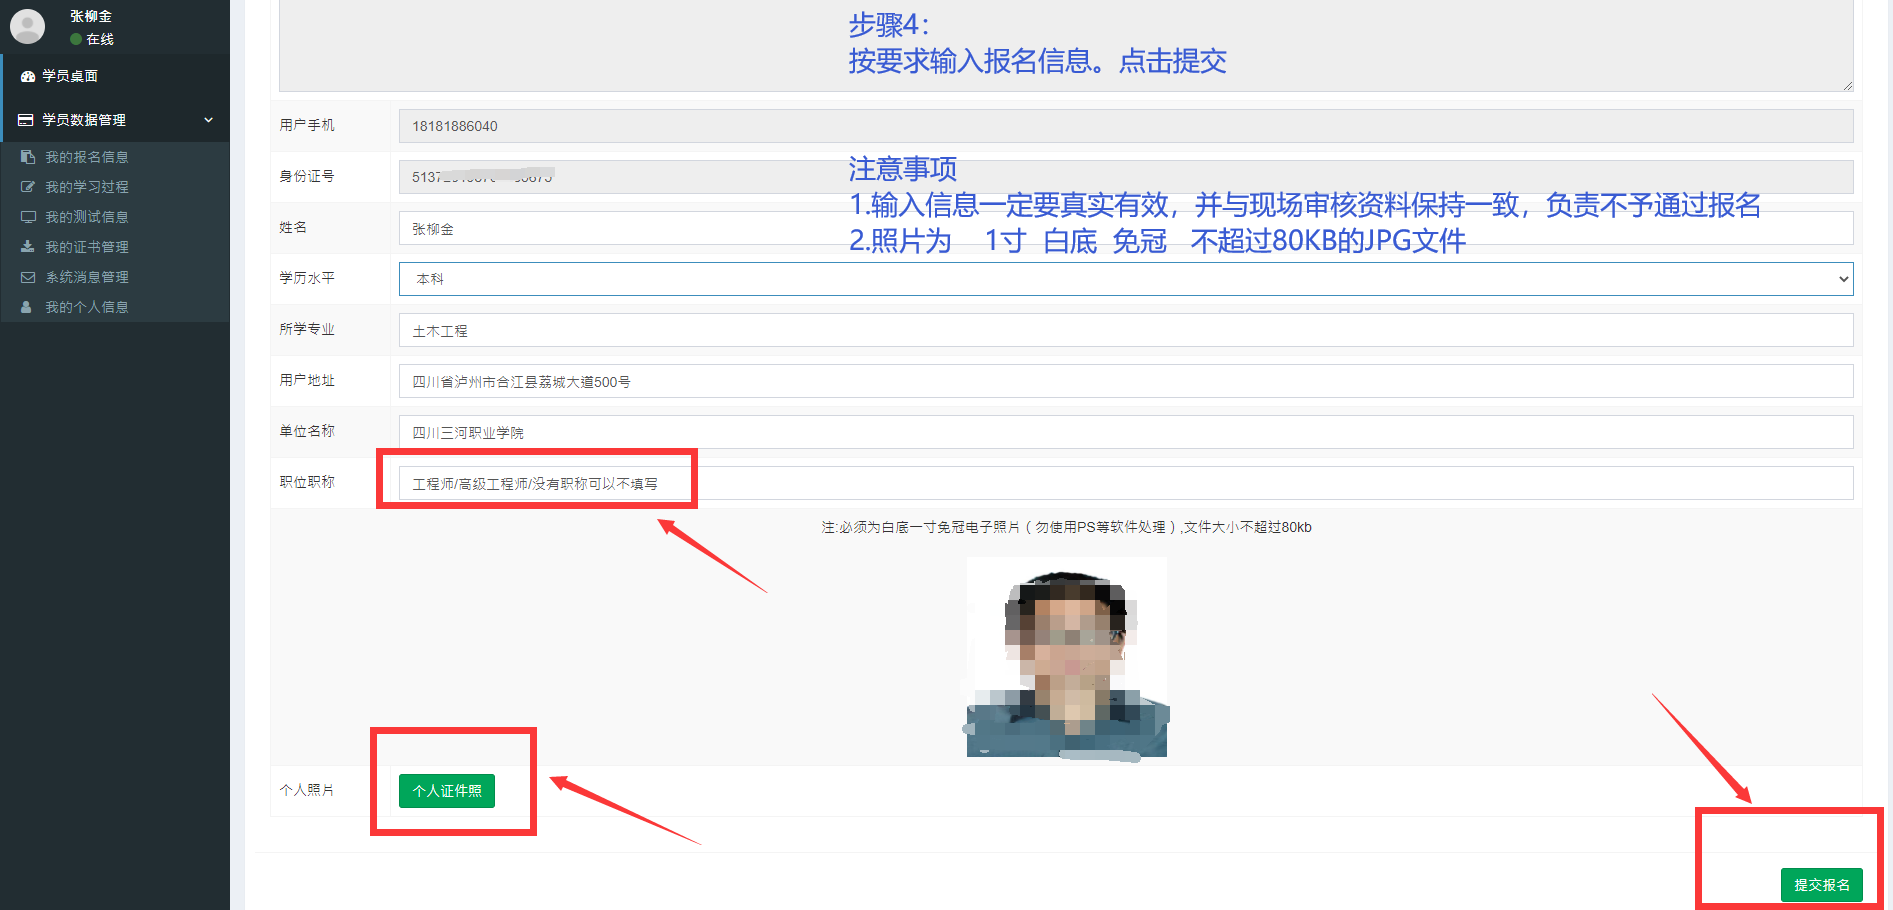 张柳金
在线
学员桌面
学员数据管理
我的报名信息
我的学习过程
我的测试信息
我的证书管理
系统消息管理
我的个人信息
步骤4：
按要求输入报名信息。点击提交
用户手机 18181886040
身份证号
注意事项
1.输入信息一定要真实有效，并与现场审核资料保持一致，负责不予通过报名
2.照片为 1寸 白底 免冠 不超过80KB的JPG文件
姓名 张柳金
学历水平 本科
所学专业 土木工程
用户地址 四川省泸州市合江县荔城大道500号
单位名称 四川三河职业学院
职位职称 工程师/高级工程师/没有职称可以不填写
注:必须为白底一寸免冠电子照片（勿使用PS等软件处理）,文件大小不超过80kb
个人照片 个人证件照
提交报名